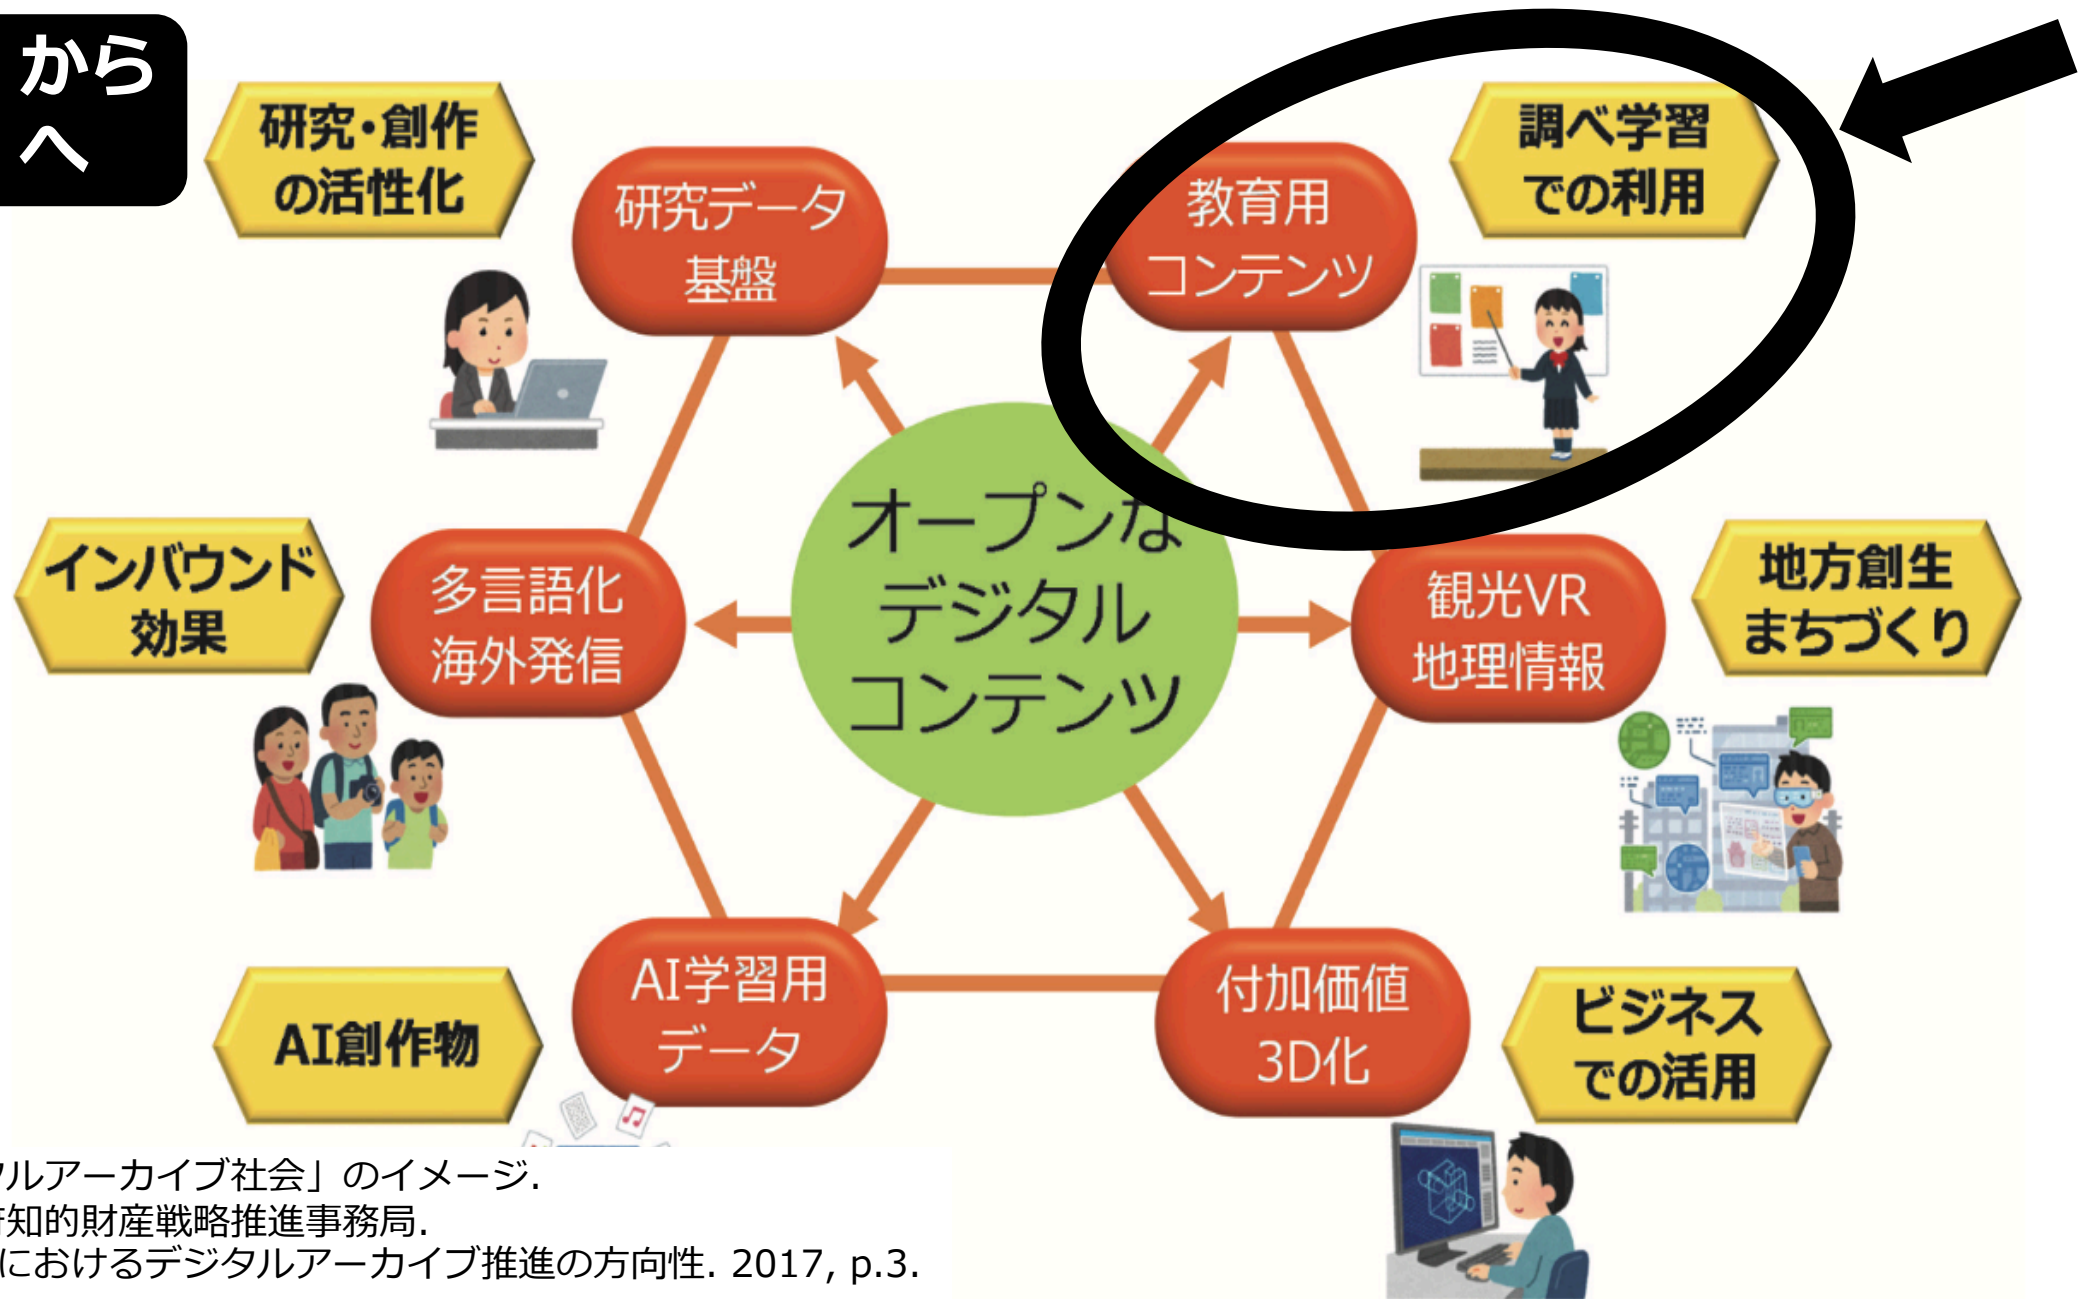 から
へ
研究・創作
の活性化
研究データ
基盤
教育用
コンテンツ
調べ学習
での利用
インバウンド
効果
多言語化
海外発信
オープンな
デジタル
コンテンツ
観光VR
地理情報
地方創生
まちづくり
AI創作物
AI学習用
データ
付加価値
3D化
ビジネス
での活用
ルアーカイブ社会」のイメージ.
知的財産戦略推進事務局.
におけるデジタルアーカイブ推進の方向性. 2017, p.3.